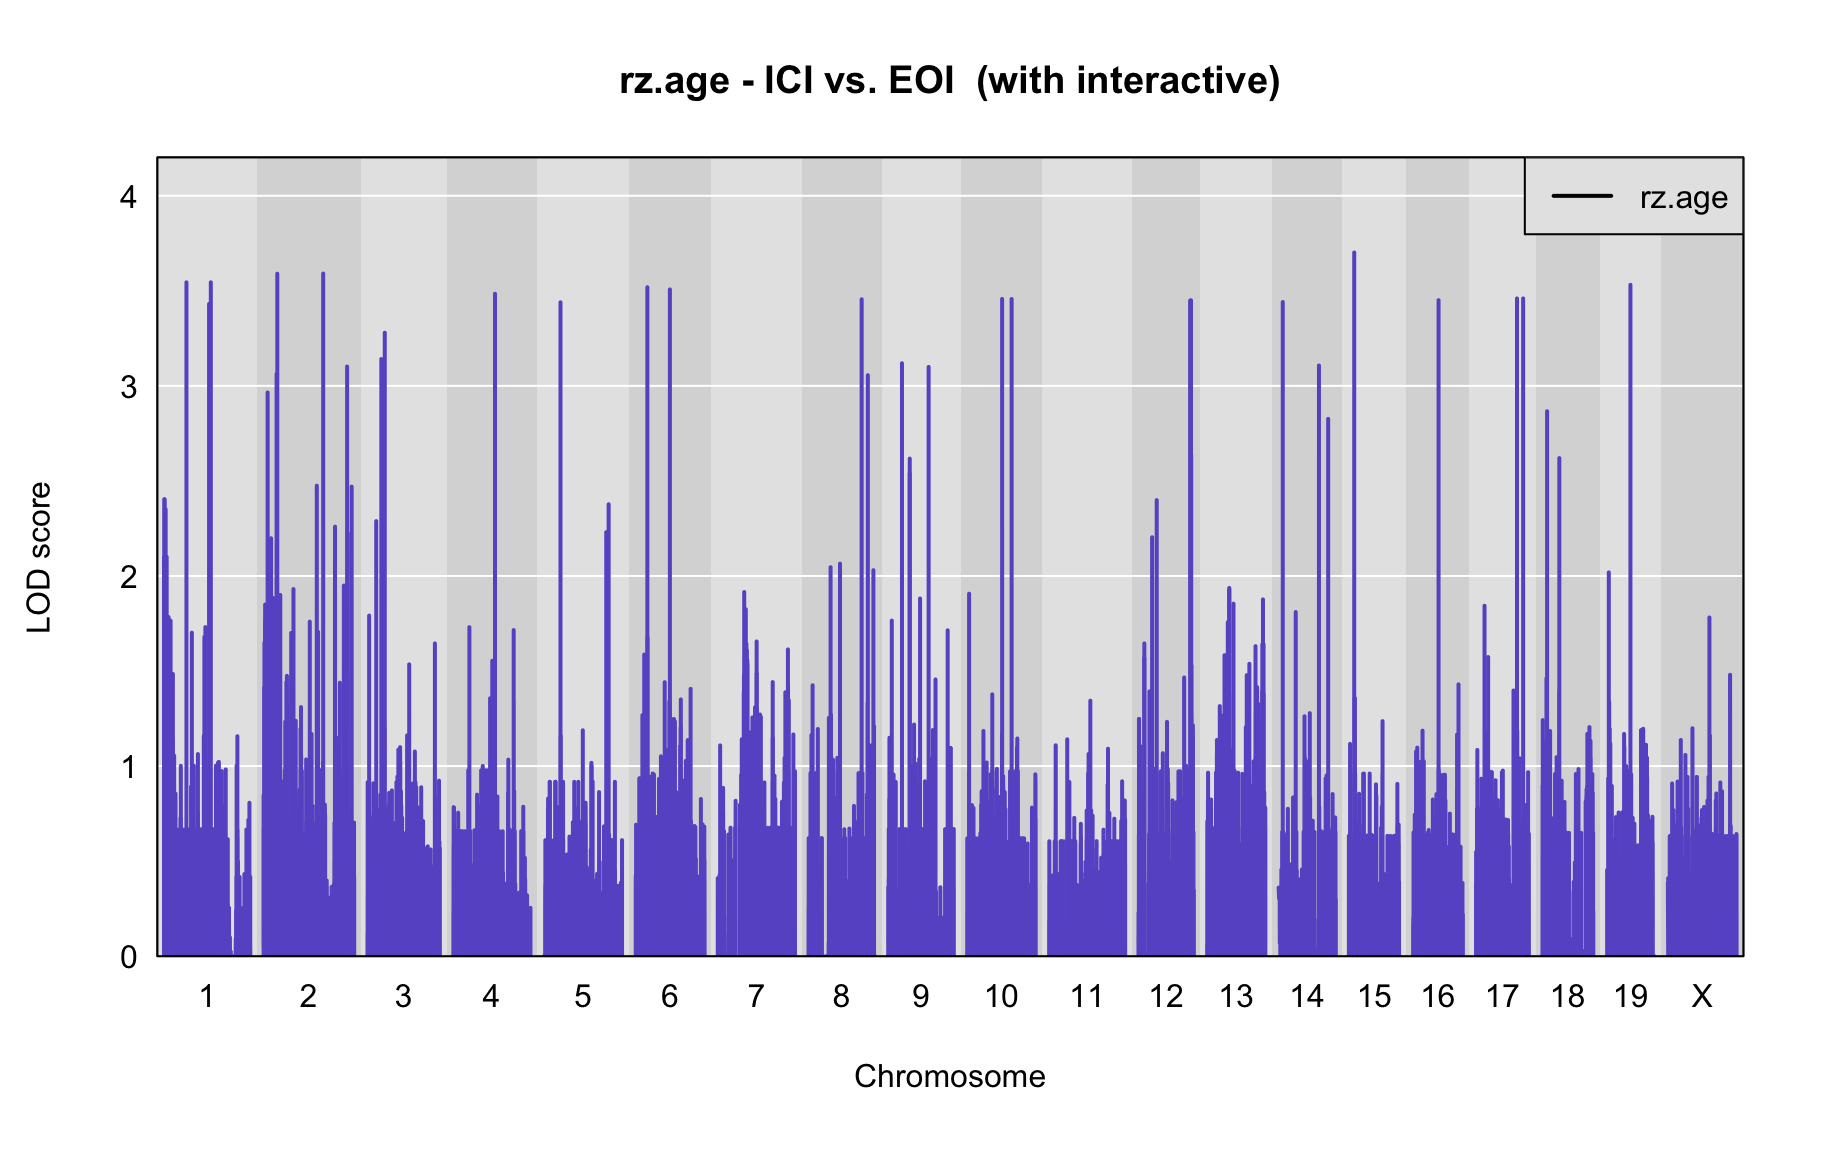 rz.age - ICI vs. EOI  (with interactive)
rz.age
LOD score
4
3
2
1
0
1 2 3 4 5 6 7 8 9 10 11 12 13 14 15 16 17 18 19 X
Chromosome